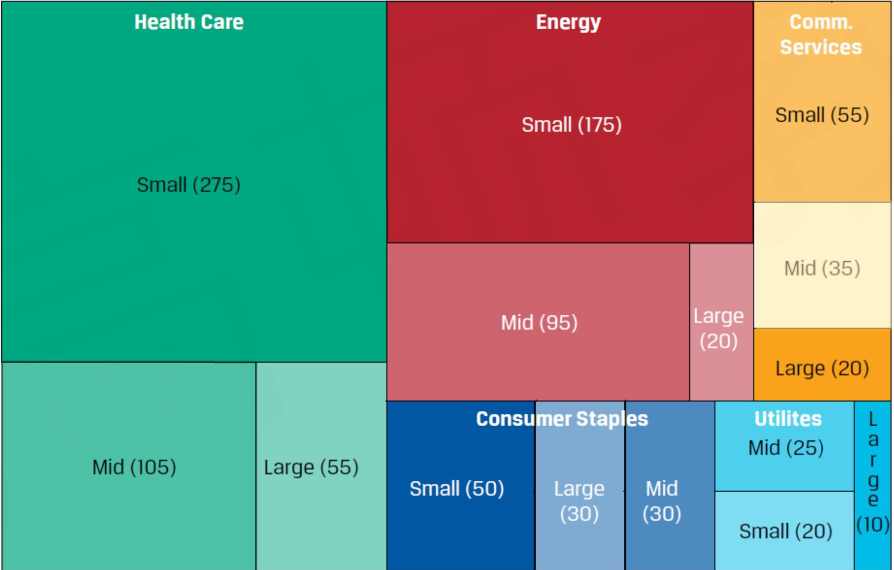 Health Care
Small (275)
Mid (105)
Large (55)
Energy
Small (175)
Mid (95)
Large
(20)
Comm.
Services
Small (55)
Mid (35)
Large (20)
Consumer Staples
Small (50)
Large
(30)
Mid
(30)
Utilites
Mid (25)
Small (20)
Large
(10)